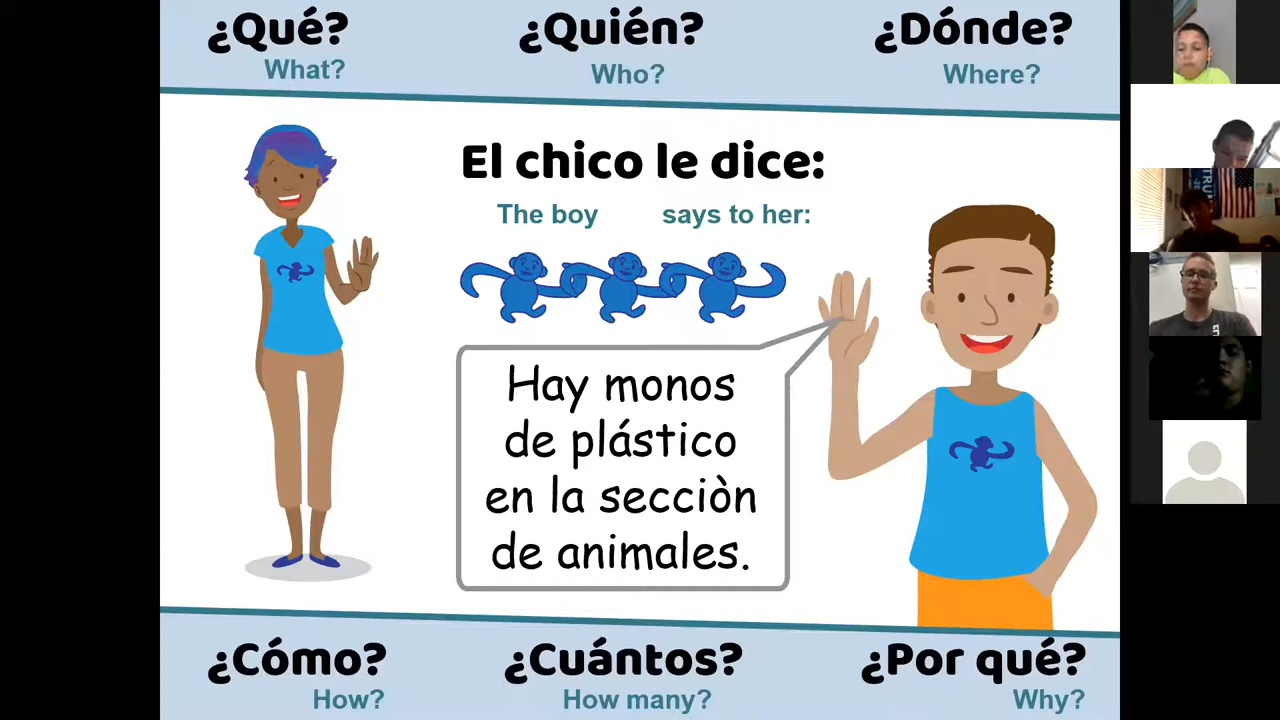 ¿Qué? ¿Quién? ¿Dónde?
What? Who? Where?
El chico le dice:
The boy says to her:
Hay monos
de plástico
en la secciòn
de animales.
¿Cómo? ¿Cuántos? ¿Por qué?
How? How many? Why?
TRUMP